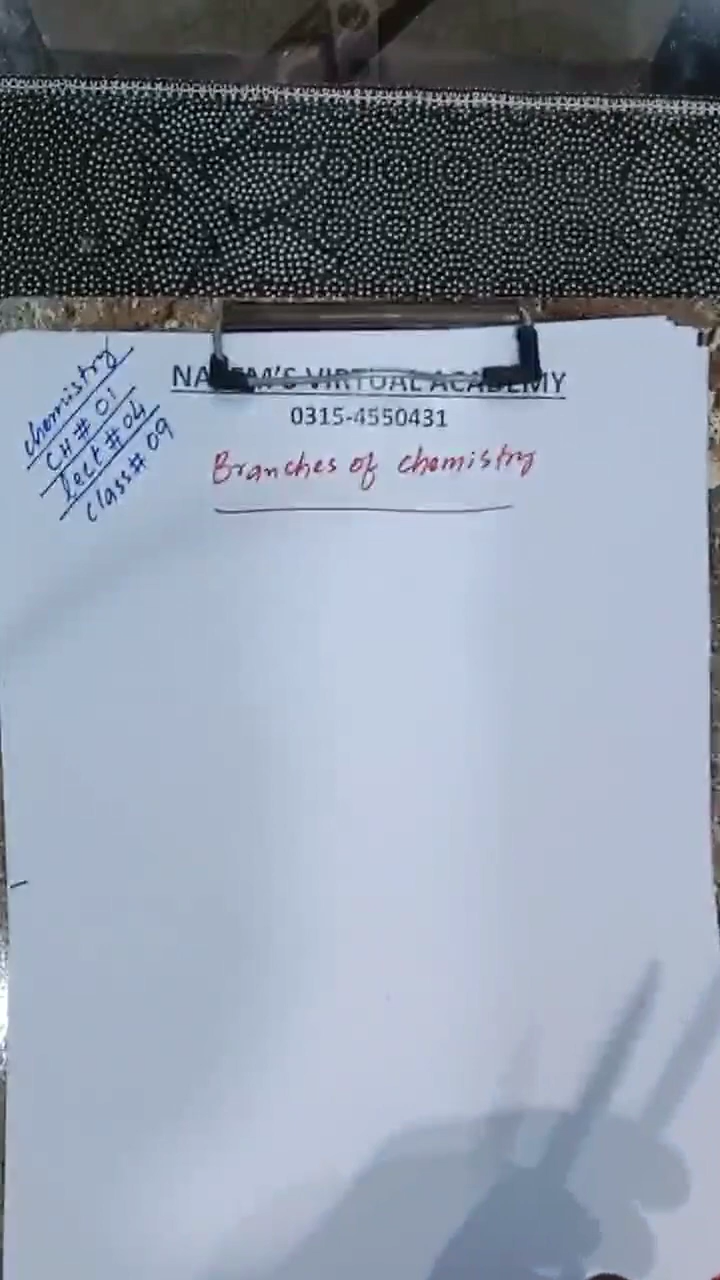 chemistry
CH # 01
Lect # 04
class # 09
VIRTUAL ACADEMY
0315-4550431
Branches of chemistry